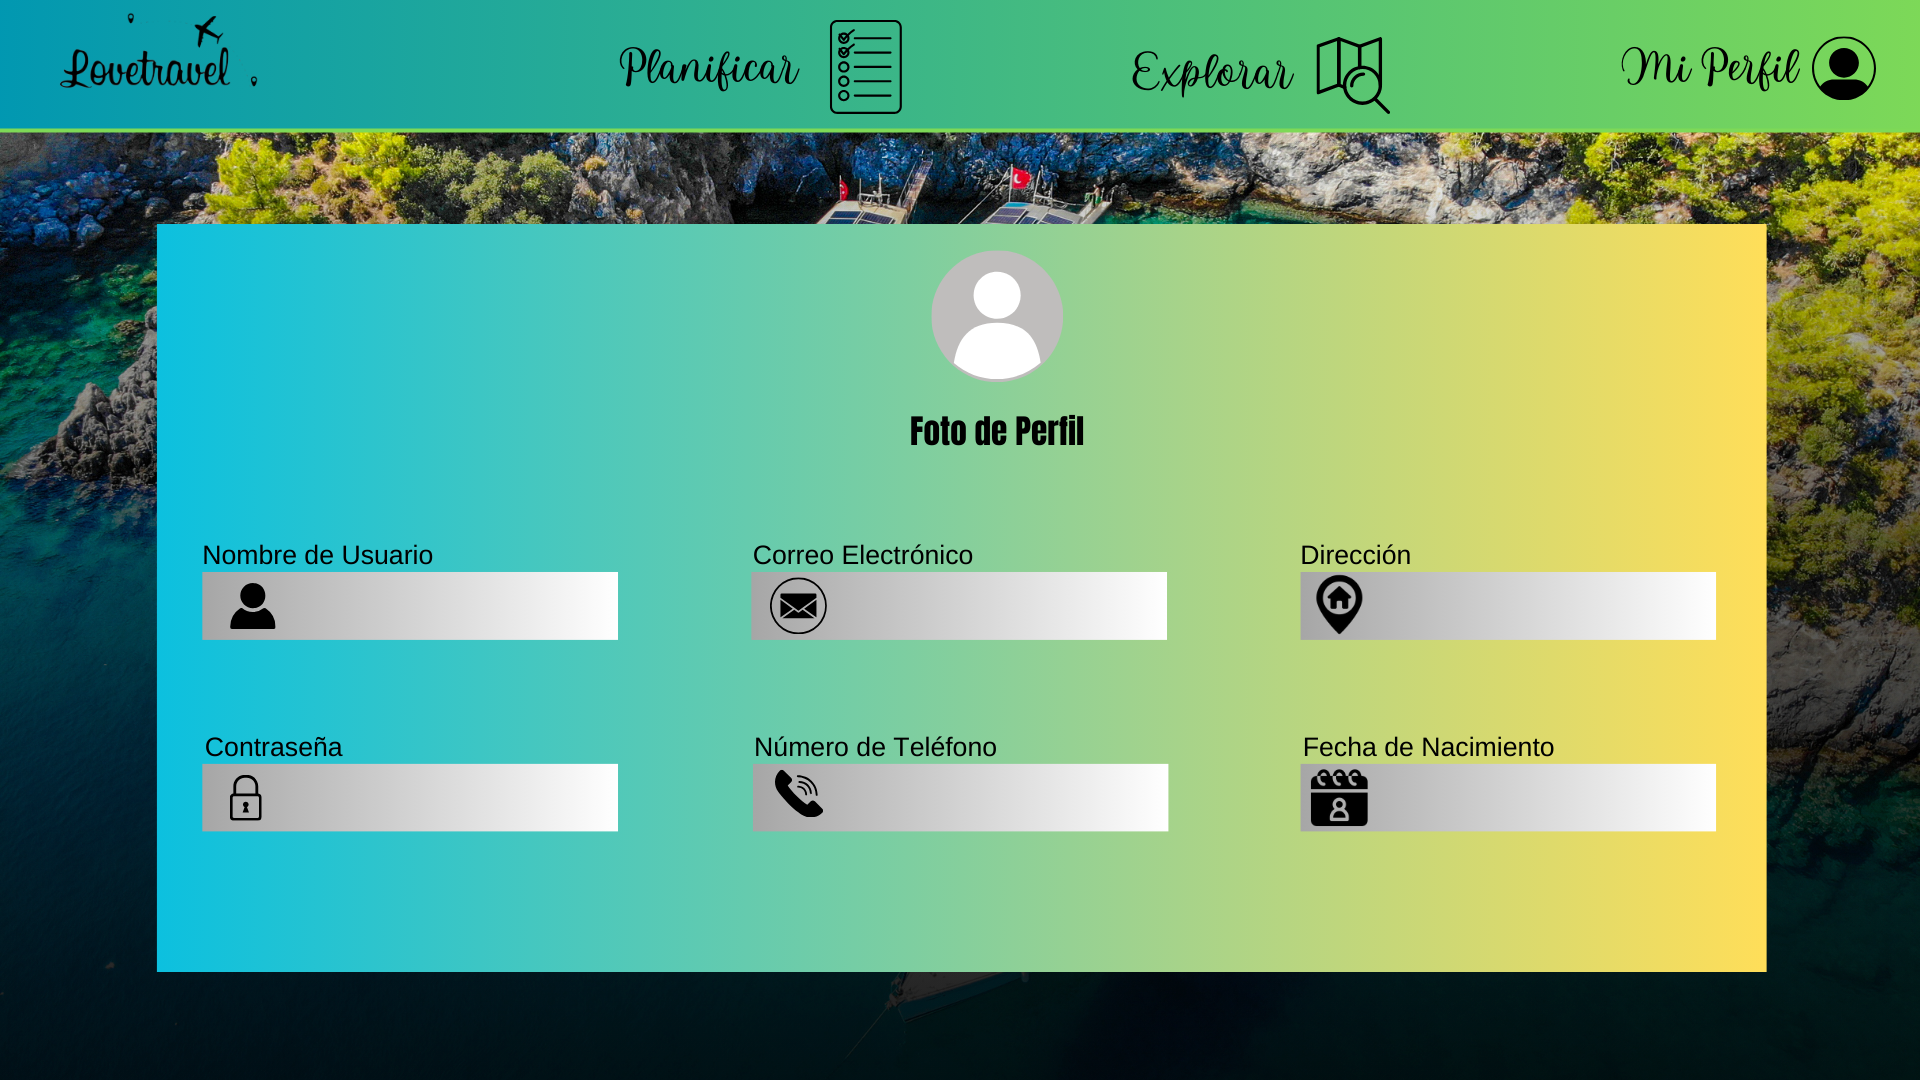 Lovetravel
Planificar
Explorar
Mi Perfil
Foto de Perfil
Nombre de Usuario
Correo Electrónico
Dirección
Contraseña
Número de Teléfono
Fecha de Nacimiento